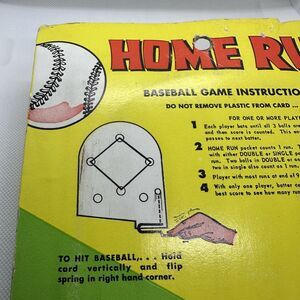 HOME RU
BASEBALL GAME INSTRUCTION
DO NOT REMOVE PLASTIC FROM CARD ...
FOR ONE OR MORE PLAYE
1 Each player bats until all 3 balls are
and then score is counted. This
passes to next batter.
2 HOME RUN pocket counts 1 run. T
with either DOUBLE or SINGLE p
run. Two balls in DOUBLE or
two in single also count as 1 run.
3 Player with most runs at end of 9
4 With only one player, batter
best score to see how many
TO HIT BASEBALL,. . . Hold
card vertically and flip
spring in right hand corner.